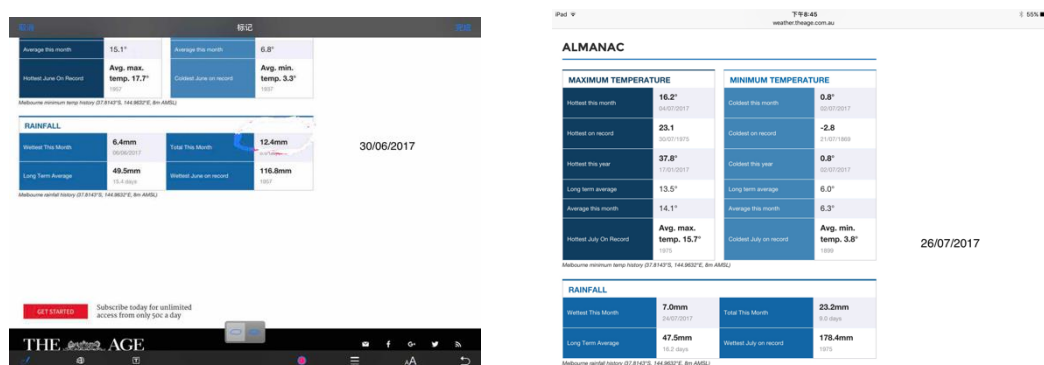 标记
Average this month 15.1° Average this month 6.8°
Hottest June On Record Avg. max. temp. 17.7° 1957 Coldest June on record Avg. min. temp. 3.3°
Melbourne minimum temp history (37.8143°S, 144.9632°E, 8m AMSL)
RAINFALL
Wettest This Month 6.4mm 06/06/2017 Total This Month 12.4mm
Long Term Average 49.5mm 15.4 days Wettest June on record 116.8mm
Melbourne rainfall history (37.8143°S, 144.9632°E, 8m AMSL)
GET STARTED
Subscribe today for unlimited
access from only 50c a day
THE AGE
30/06/2017
iPad 下午8:45 55%
weather.theage.com.au
ALMANAC
MAXIMUM TEMPERATURE MINIMUM TEMPERATURE
Hottest this month 16.2° 04/07/2017 Coldest this month 0.8° 02/07/2017
Hottest on record 23.1 30/07/1975 Coldest on record -2.8 21/07/1869
Hottest this year 37.8° 17/01/2017 Coldest this year 0.8° 02/07/2017
Long term average 13.5° Long term average 6.0°
Average this month 14.1° Average this month 6.3°
Hottest July On Record Avg. max. temp. 15.7° 1975 Coldest July on record Avg. min. temp. 3.8°
Melbourne minimum temp history (37.8143°S, 144.9632°E, 8m AMSL)
RAINFALL
Wettest This Month 7.0mm 24/07/2017 Total This Month 23.2mm 9.0 days
Long Term Average 47.5mm 16.2 days Wettest July on record 178.4mm
Melbourne rainfall history (37.8143°S, 144.9632°E, 8m AMSL)
26/07/2017